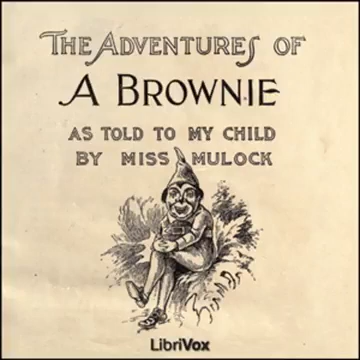 THE ADVENTURES OF
A BROWNIE
AS TOLD TO MY CHILD
BY MISS MULOCK
LibriVox